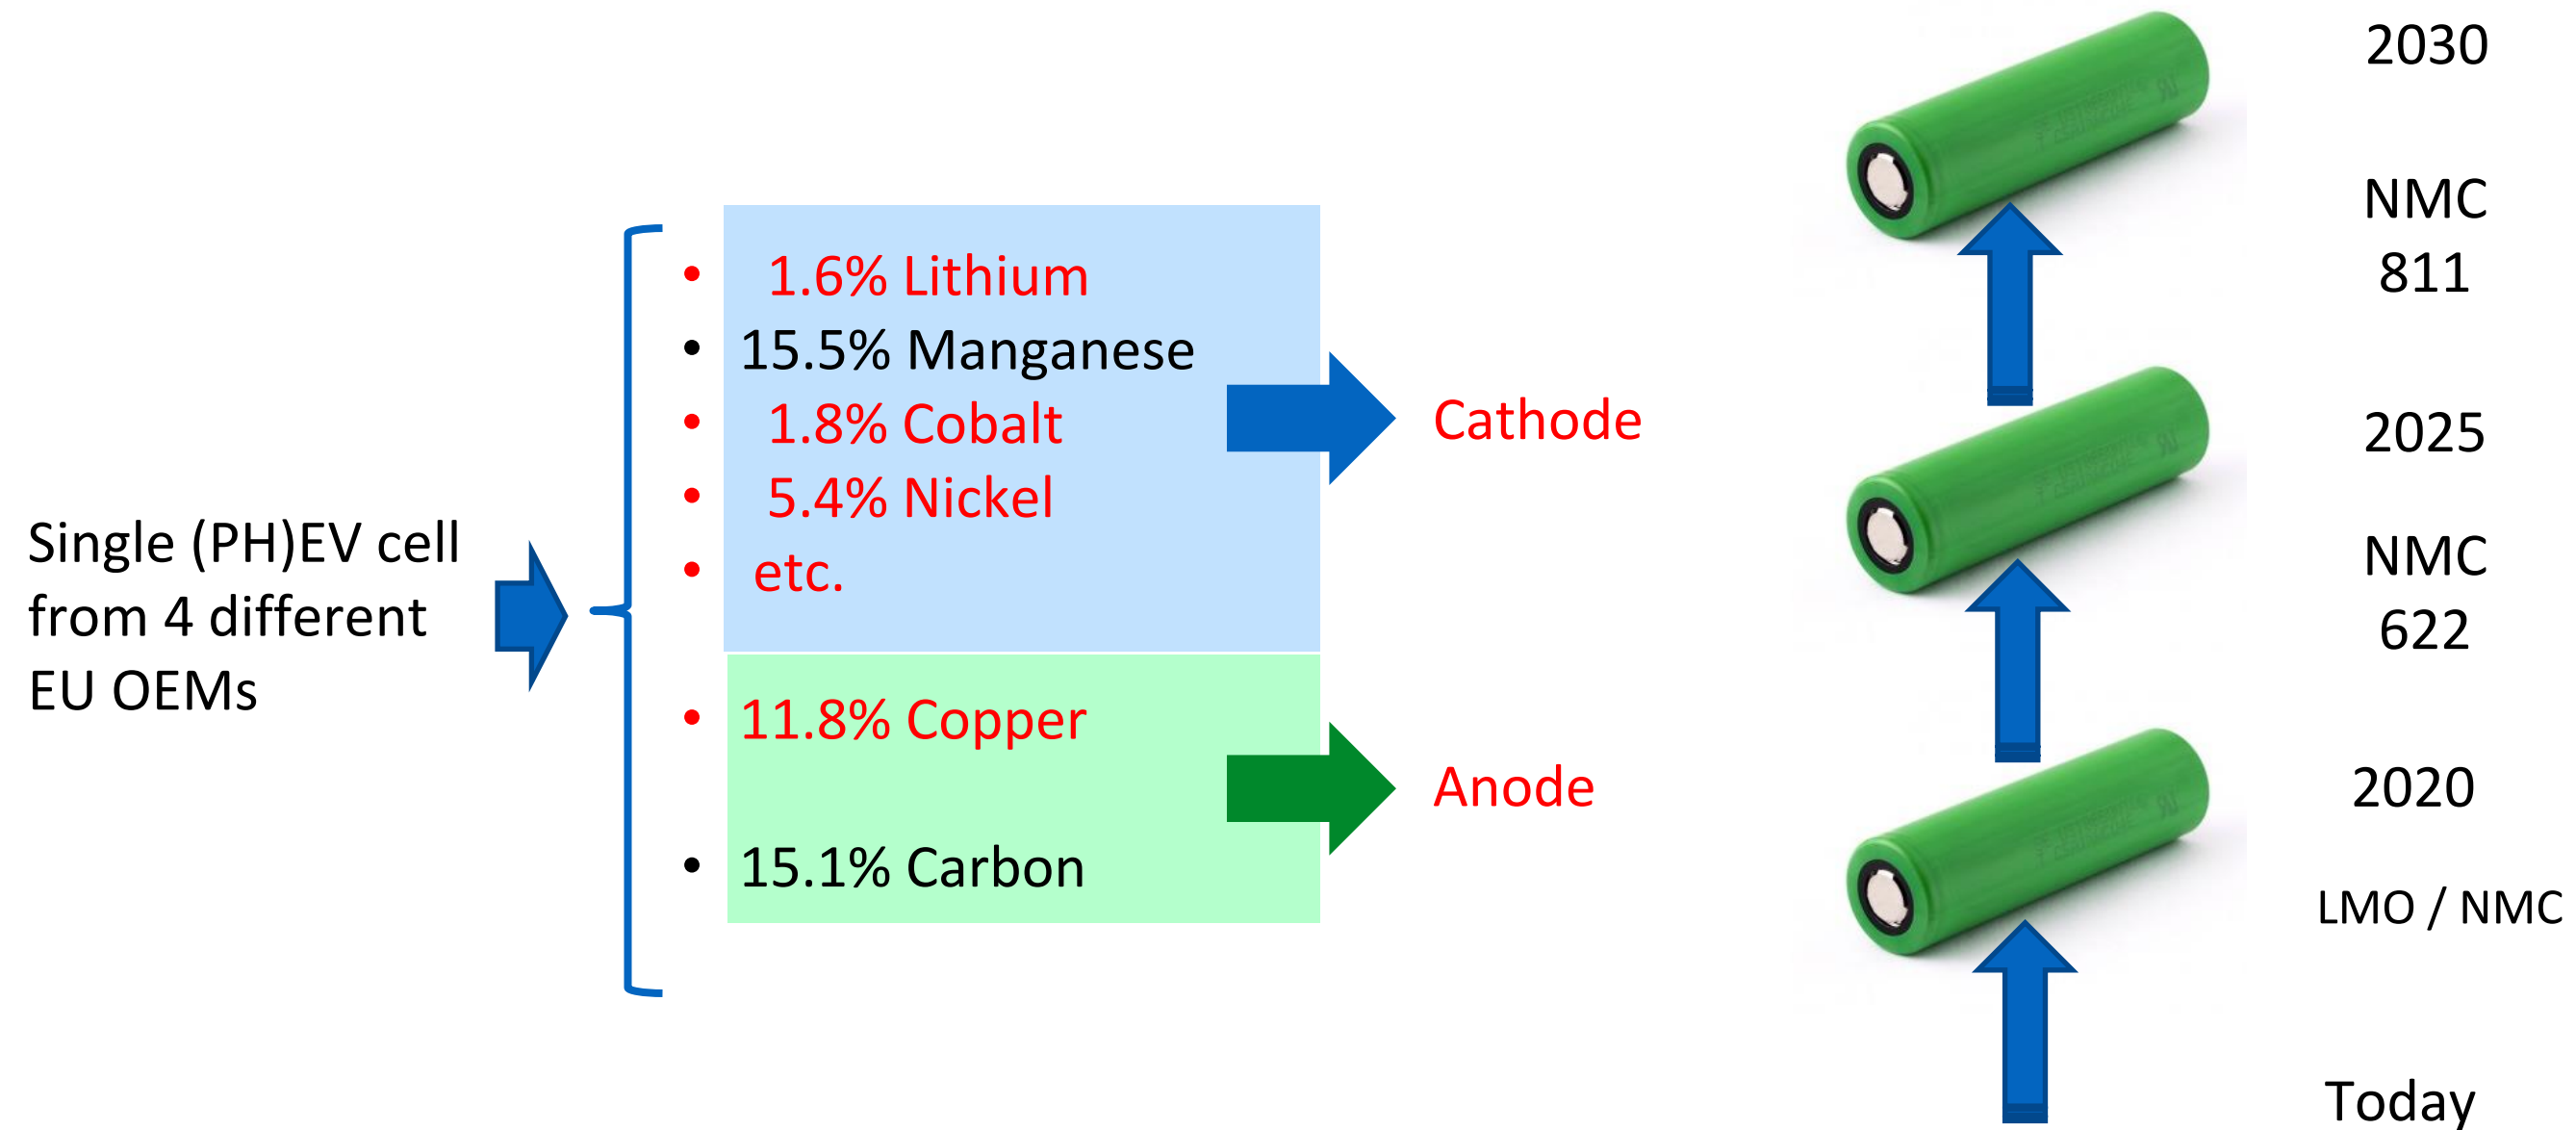 Single (PH)EV cell
from 4 different
EU OEMs
• 1.6% Lithium
• 15.5% Manganese
• 1.8% Cobalt
• 5.4% Nickel
• etc.
• 11.8% Copper
• 15.1% Carbon
Cathode
Anode
2030
NMC
811
2025
NMC
622
2020
LMO / NMC
Today